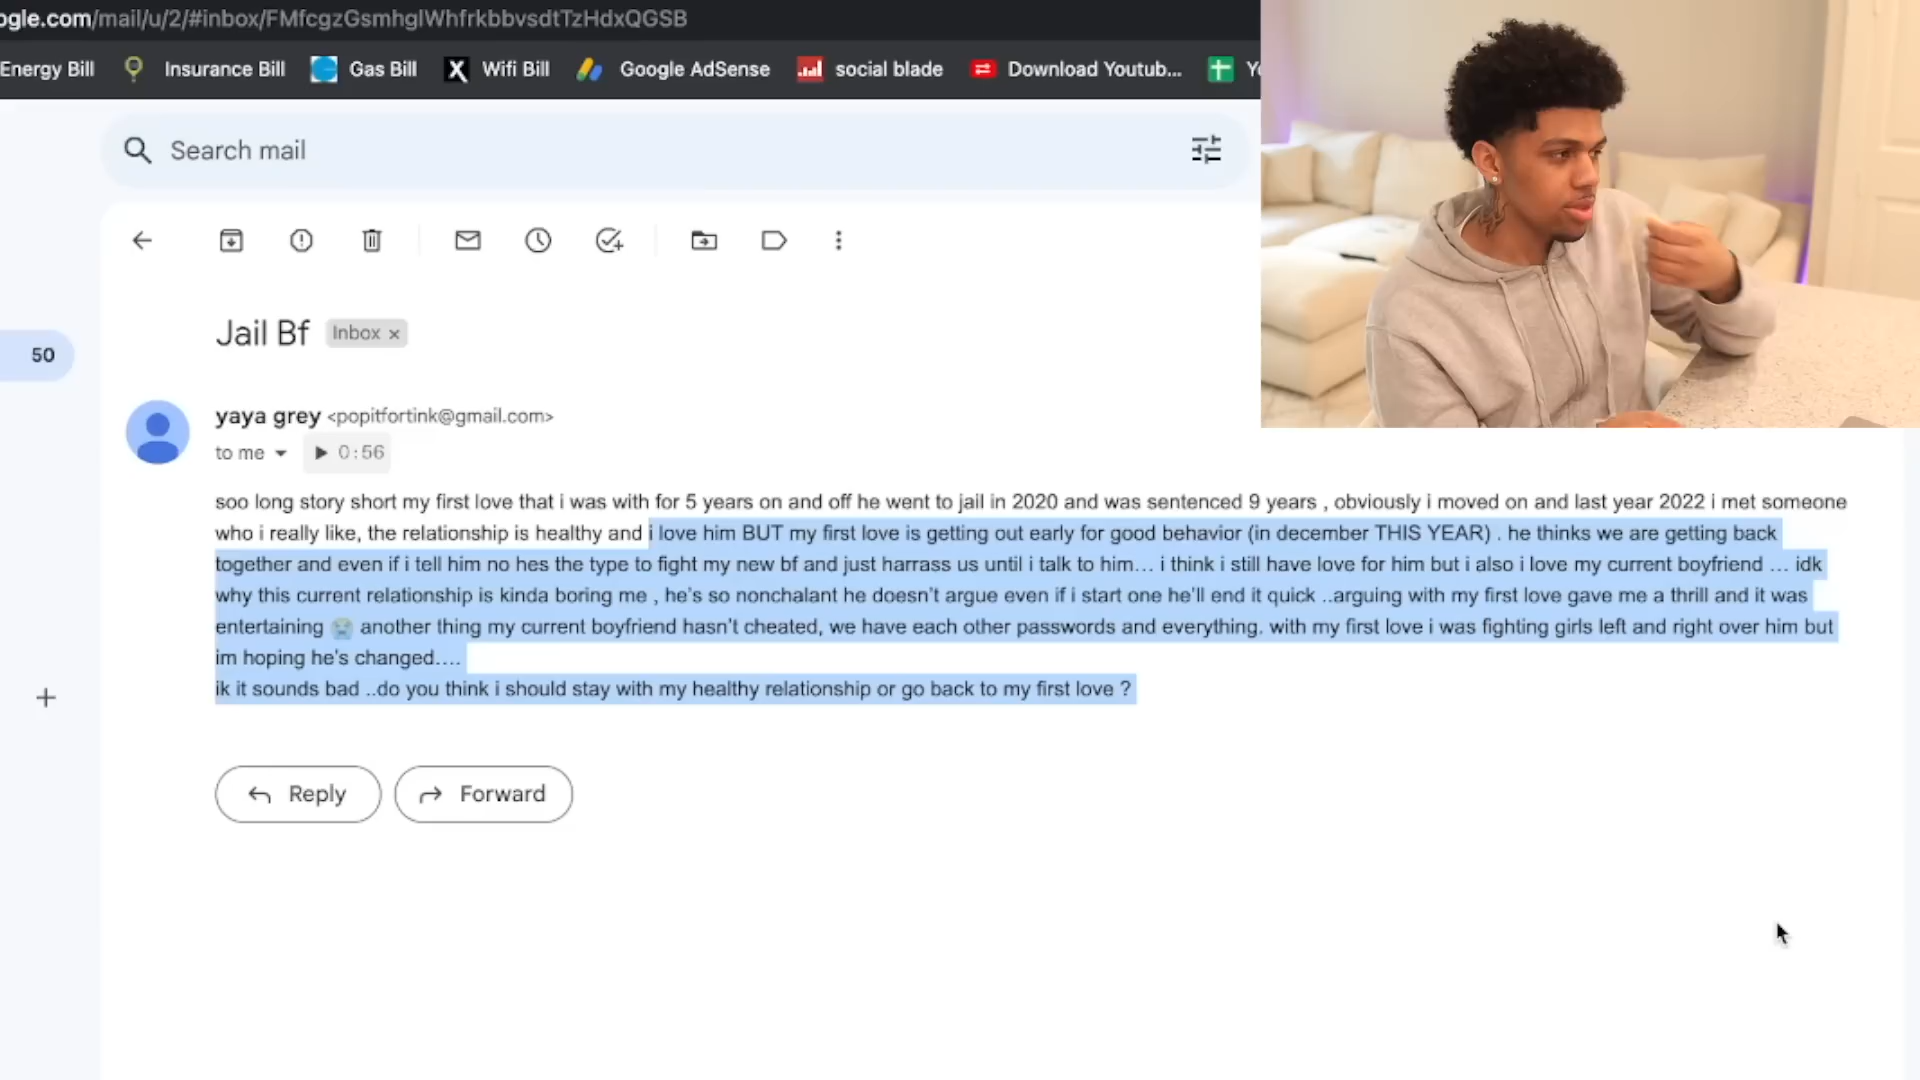 ogle.com/mail/u/2/#inbox/FMfcgzGsmhglWhfrkbbvsdtTzHdxQGSB
Energy Bill Insurance Bill Gas Bill Wifi Bill Google AdSense social blade Download Youtub... Y
Search mail
Jail Bf Inbox ×
50
yaya grey <popitfortink@gmail.com>
to me 0:56
soo long story short my first love that i was with for 5 years on and off he went to jail in 2020 and was sentenced 9 years , obviously i moved on and last year 2022 i met someone
who i really like, the relationship is healthy and i love him BUT my first love is getting out early for good behavior (in december THIS YEAR) . he thinks we are getting back
together and even if i tell him no hes the type to fight my new bf and just harrass us until i talk to him... i think i still have love for him but i also i love my current boyfriend ... idk
why this current relationship is kinda boring me , he's so nonchalant he doesn't argue even if i start one he'll end it quick ..arguing with my first love gave me a thrill and it was
entertaining 😭 another thing my current boyfriend hasn't cheated, we have each other passwords and everything. with my first love i was fighting girls left and right over him but
im hoping he's changed....
ik it sounds bad ..do you think i should stay with my healthy relationship or go back to my first love ?
Reply Forward